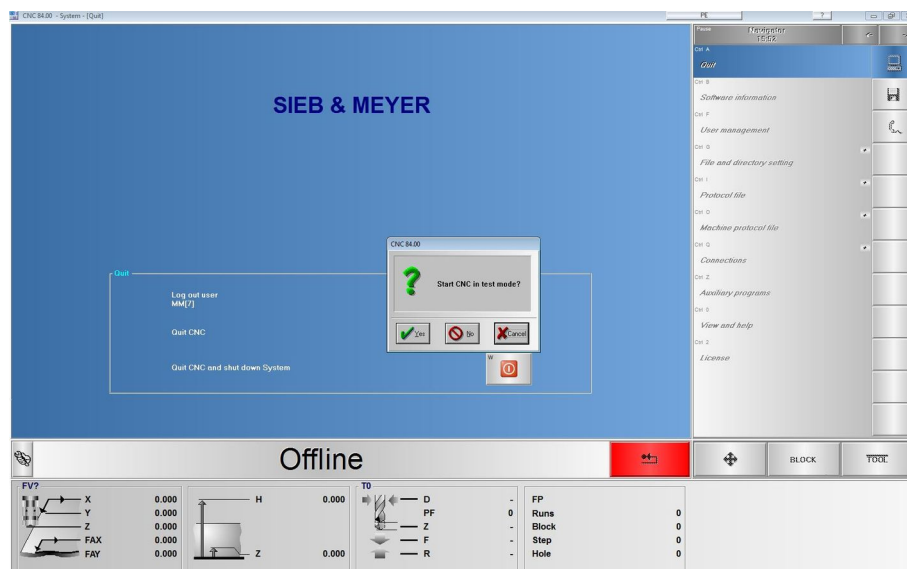 CNC 84.00 - System - [Quit]
PE
?
SIEB & MEYER
Pause
Navigator
15:52
Ctrl A
Quit
Ctrl B
Software information
Ctrl F
User management
File and directory setting
Ctrl I
Protocol file
Machine protocol file
Connections
Auxiliary programs
View and help
License
CNC 84.00
Start CNC in test mode?
Yes
No
Cancel
Quit
Log out user
MM[7]
Quit CNC
Quit CNC and shut down System
W
Offline
BLOCK
TOOL
FV?
X 0.000
Y 0.000
Z 0.000
FAX 0.000
FAY 0.000
H 0.000
Z 0.000
T0
D -
PF 0
Z -
F -
R -
FP
Runs 0
Block 0
Step 0
Hole 0